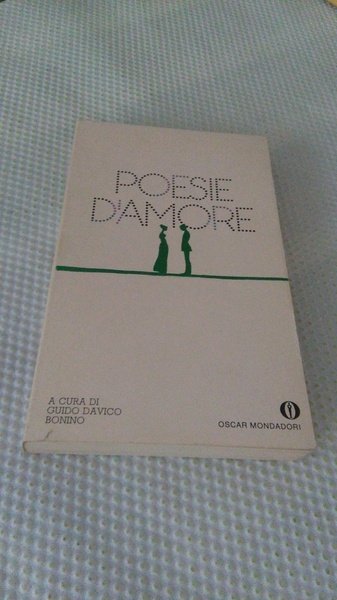 POESIE
D'AMORE
A CURA DI
GUIDO DAVICO
BONINO
OSCAR MONDADORI